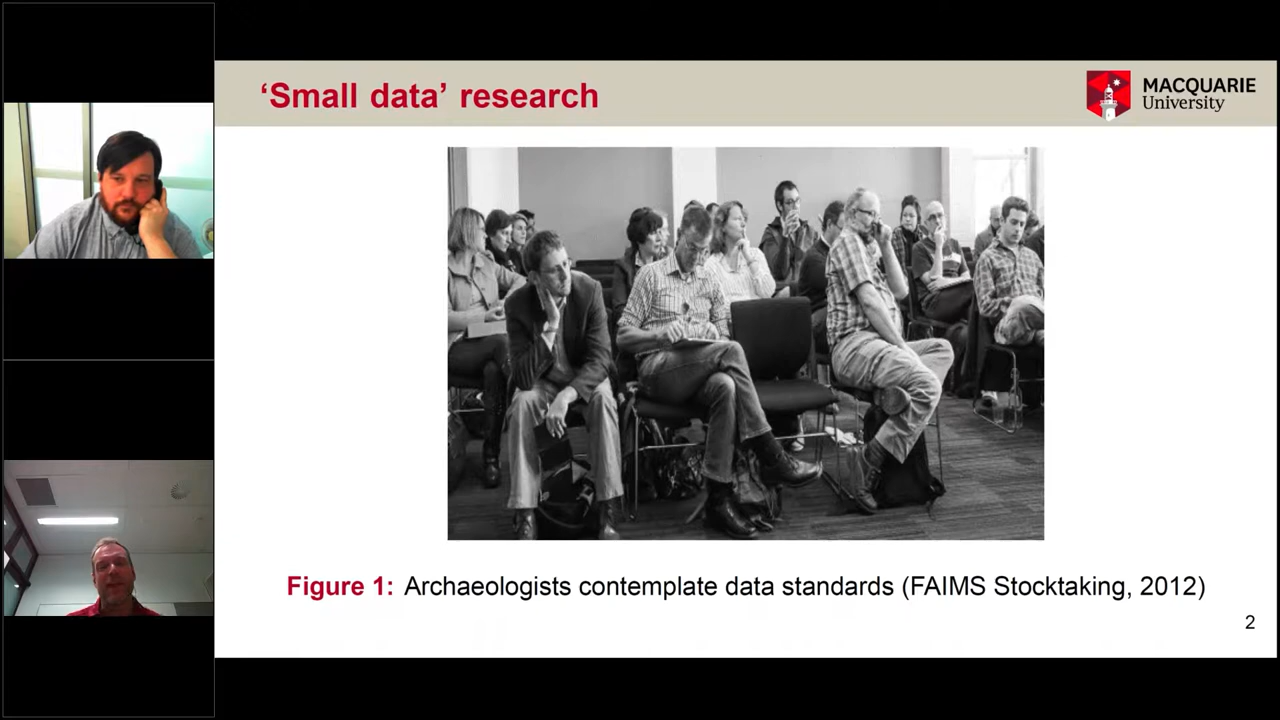 ‘Small data’ research
MACQUARIE
University
Figure 1: Archaeologists contemplate data standards (FAIMS Stocktaking, 2012)
2